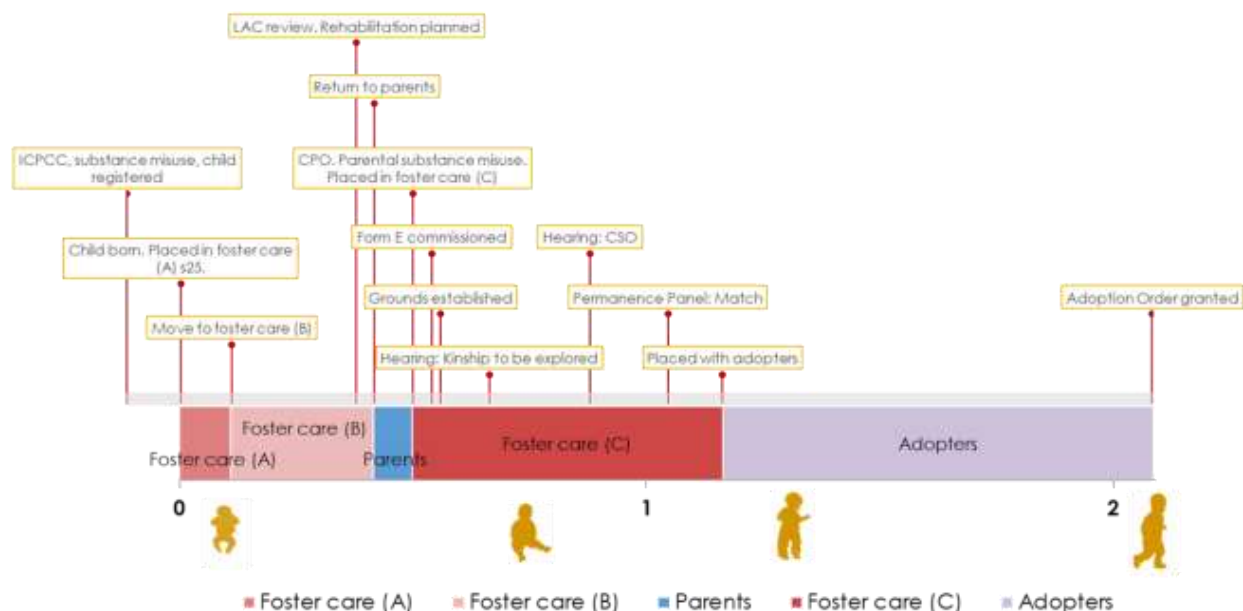 LAC review. Rehabilitation planned
Return to parents
ICPCC, substance misuse, child
registered
CPO. Parental substance misuse.
Placed in foster care (C)
Child born. Placed in foster care
(A) s25.
Form E commissioned
Hearing: CSO
Move to foster care (B)
Grounds established
Permanence Panel: Match
Adoption Order granted
Hearing: Kinship to be explored
Placed with adopters
Foster care (A)
Foster care (B)
Parents
Foster care (C)
Adopters
0
1
2
Foster care (A)
Foster care (B)
Parents
Foster care (C)
Adopters